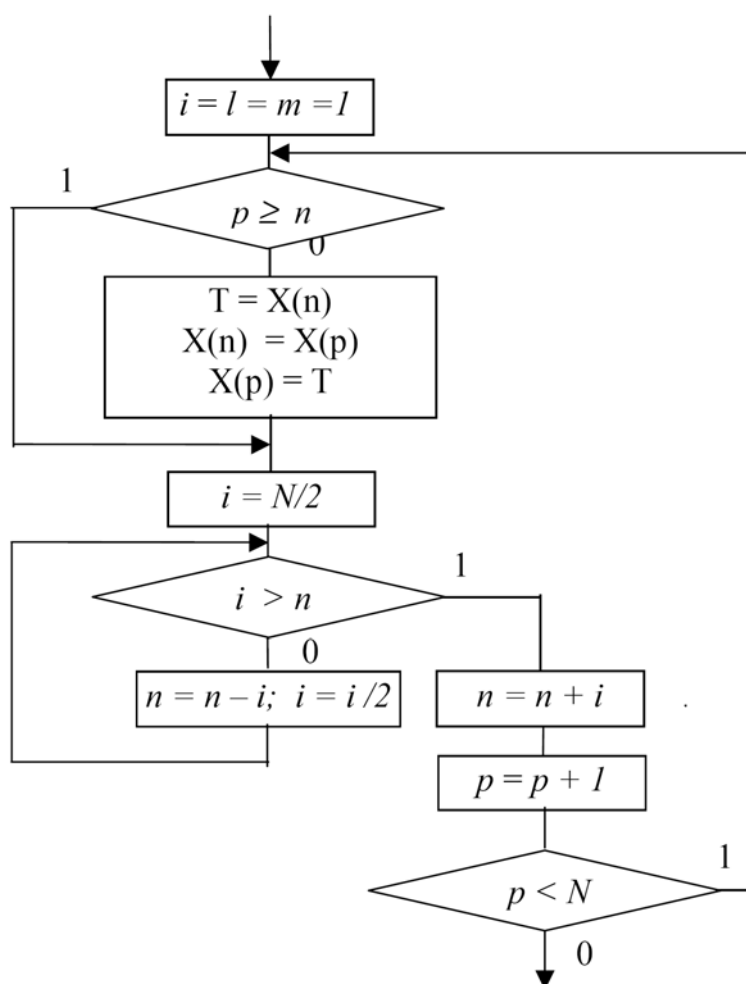 i = l = m =1
1
p ≥ n
0
T = X(n)
X(n) = X(p)
X(p) = T
i = N/2
1
i > n
0
n = n – i; i = i /2
n = n + i
.
p = p + 1
1
p < N
0